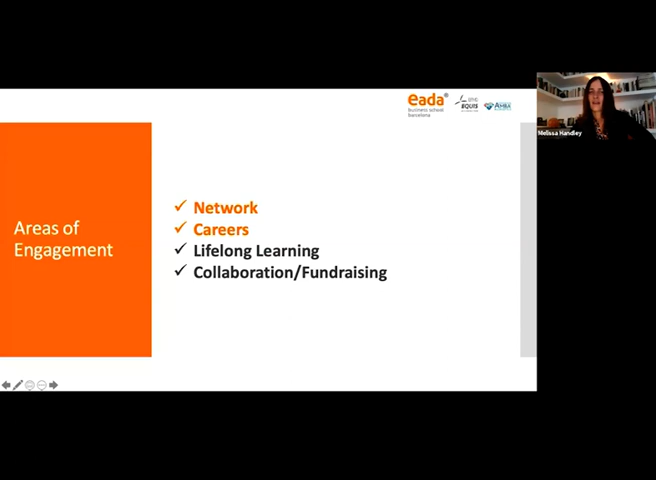 eada®
business school
barcelona
EQUIS
AMBA
Melissa Handley
Areas of
Engagement
Network
Careers
Lifelong Learning
Collaboration/Fundraising